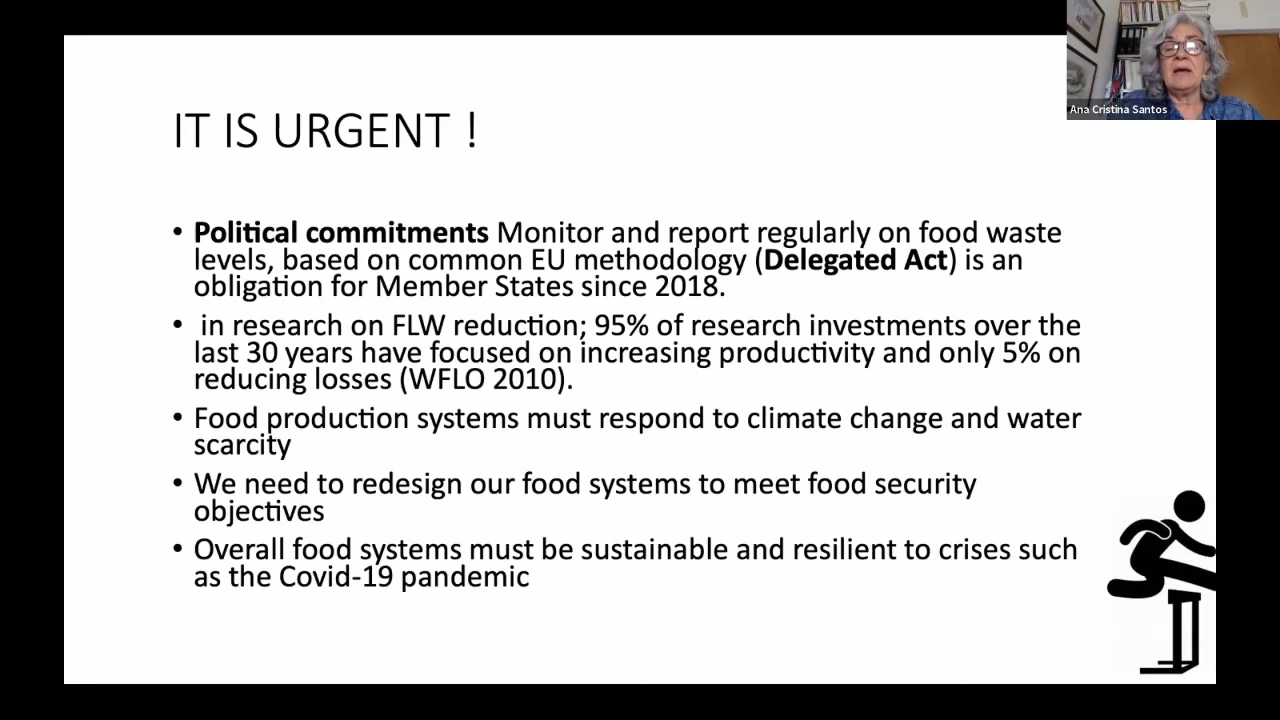 Ana Cristina Santos
IT IS URGENT !
• Political commitments Monitor and report regularly on food waste
levels, based on common EU methodology (Delegated Act) is an
obligation for Member States since 2018.
• in research on FLW reduction; 95% of research investments over the
last 30 years have focused on increasing productivity and only 5% on
reducing losses (WFLO 2010).
• Food production systems must respond to climate change and water
scarcity
• We need to redesign our food systems to meet food security
objectives
• Overall food systems must be sustainable and resilient to crises such
as the Covid-19 pandemic